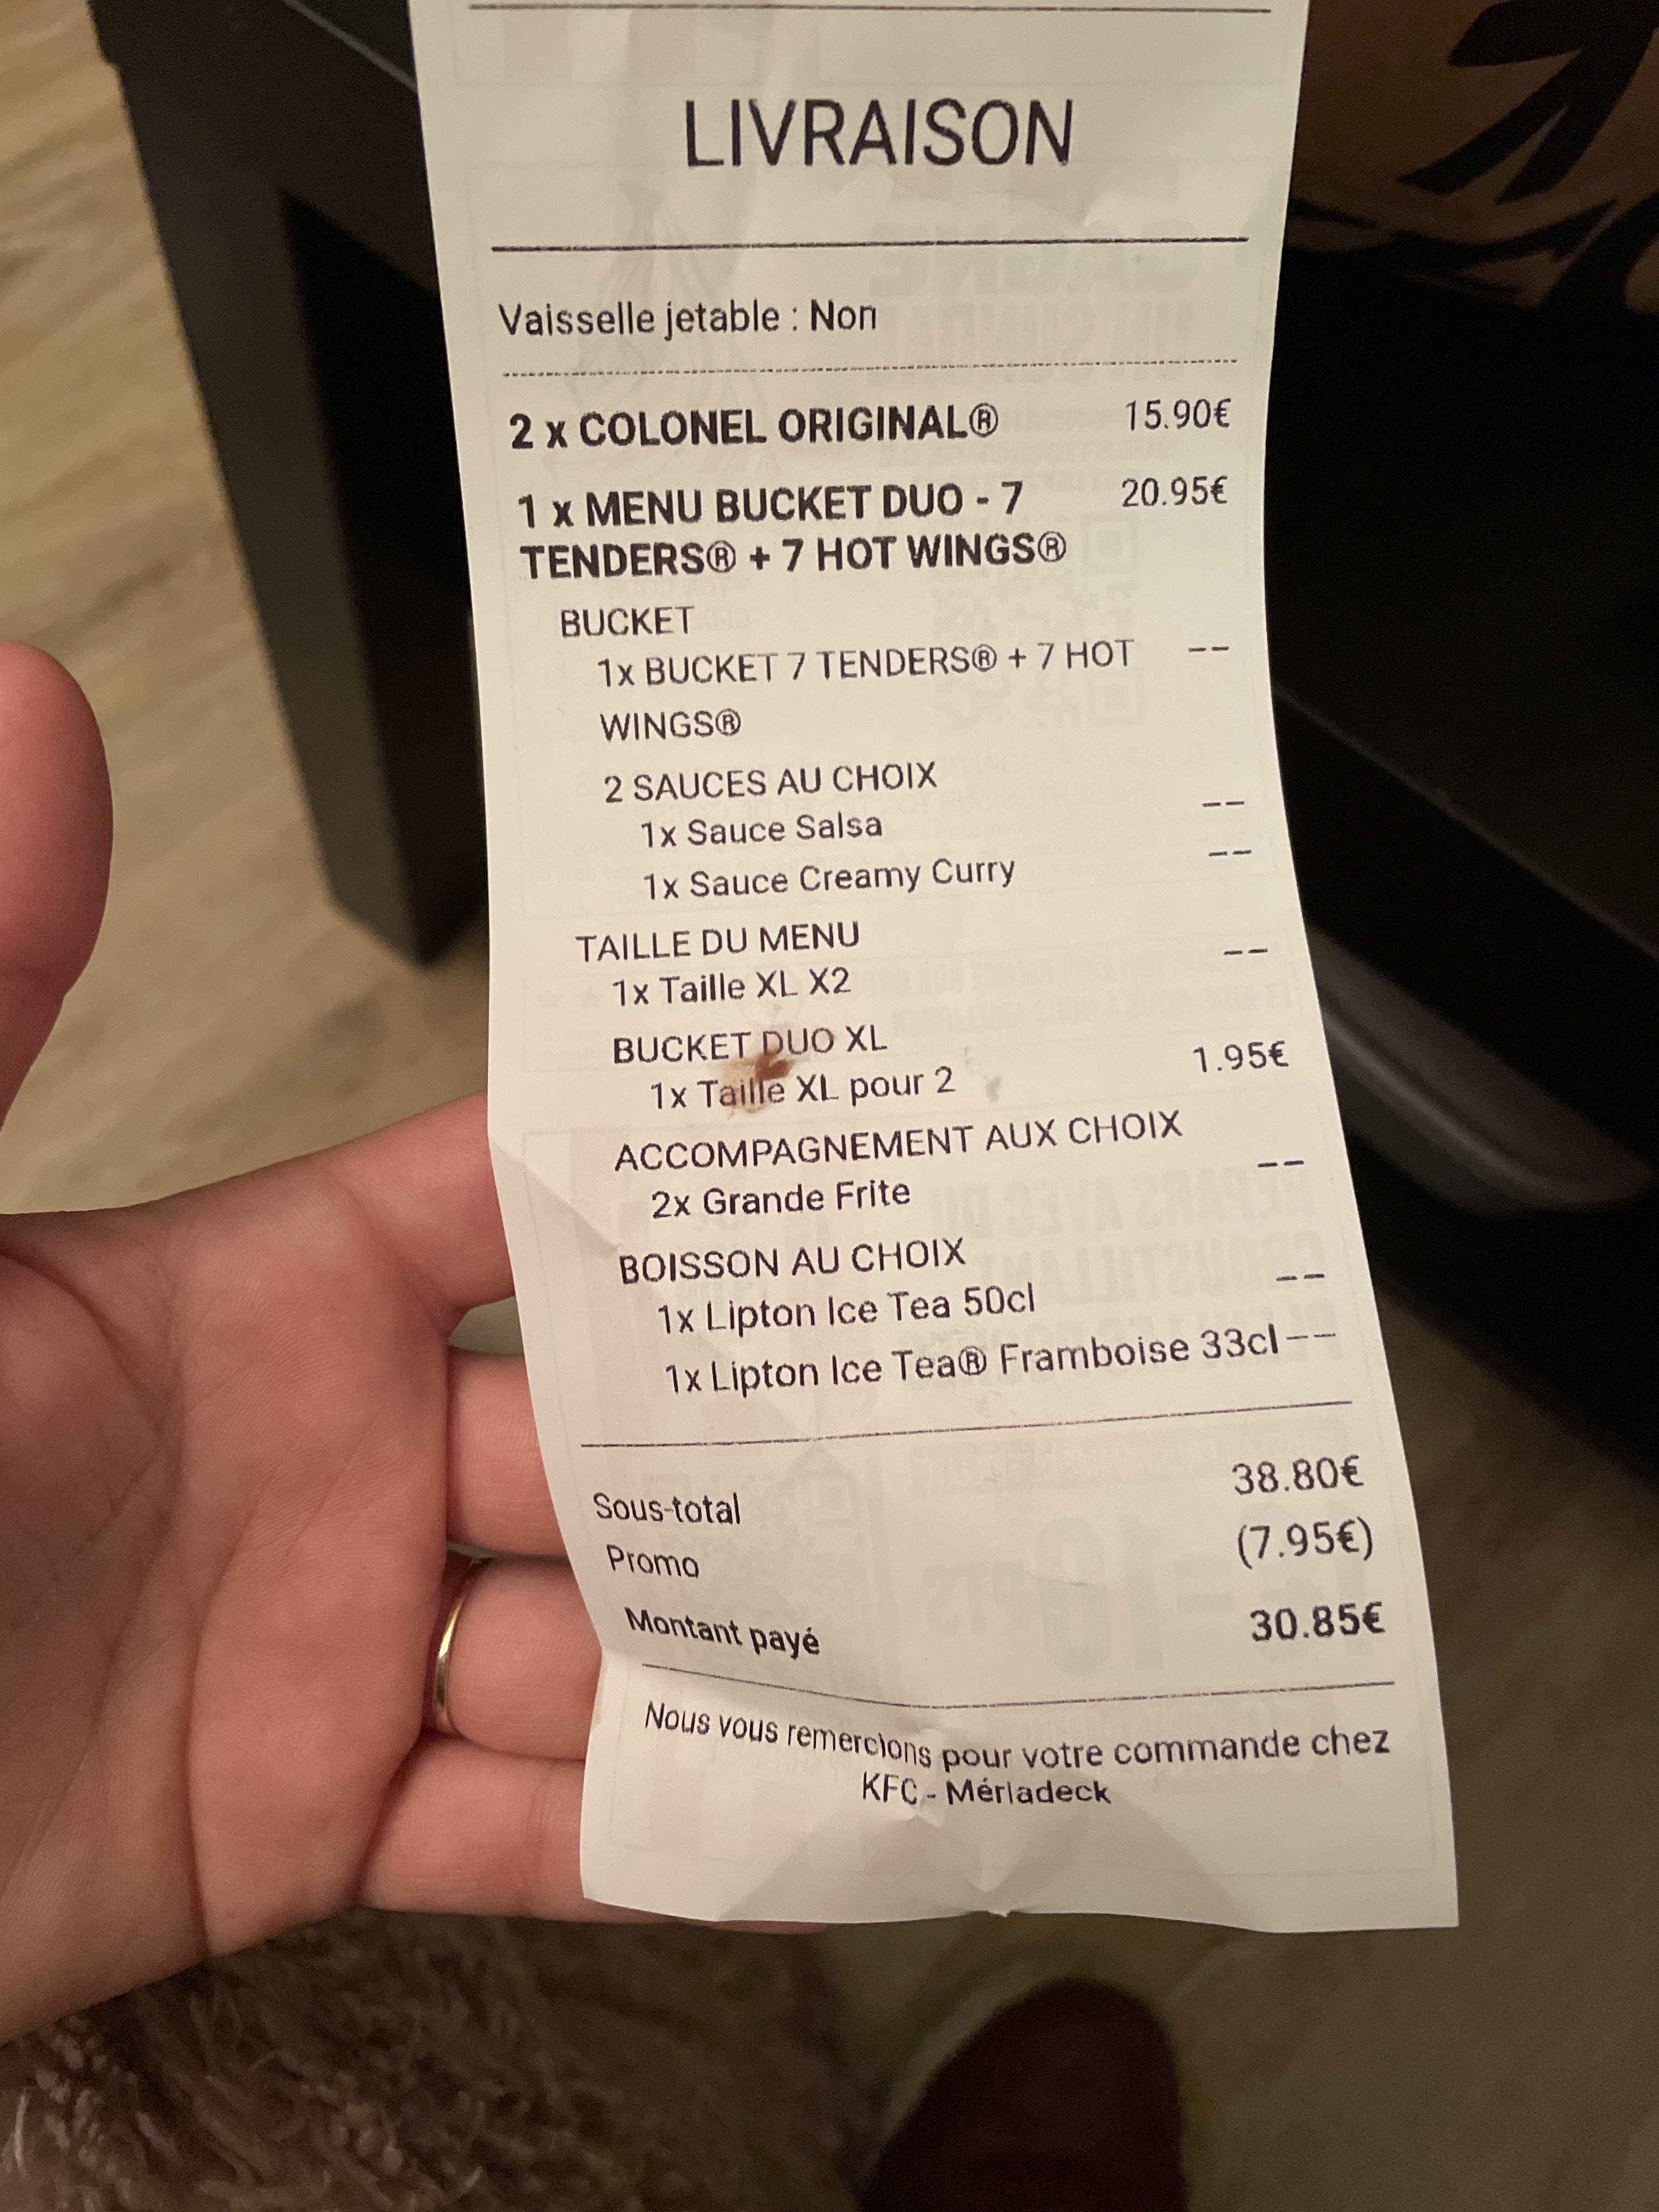 LIVRAISON
Vaisselle jetable : Non
2 x COLONEL ORIGINAL® 15.90€
1 x MENU BUCKET DUO - 7 20.95€
TENDERS® + 7 HOT WINGS®
BUCKET
1x BUCKET 7 TENDERS® + 7 HOT --
WINGS®
2 SAUCES AU CHOIX
1x Sauce Salsa --
1x Sauce Creamy Curry --
TAILLE DU MENU
1x Taille XL X2 --
BUCKET DUO XL
1x Taille XL pour 2 1.95€
ACCOMPAGNEMENT AUX CHOIX
2x Grande Frite --
BOISSON AU CHOIX
1x Lipton Ice Tea 50cl --
1x Lipton Ice Tea® Framboise 33cl --
Sous-total 38.80€
Promo (7.95€)
Montant payé 30.85€
Nous vous remercions pour votre commande chez
KFC - Mériadeck